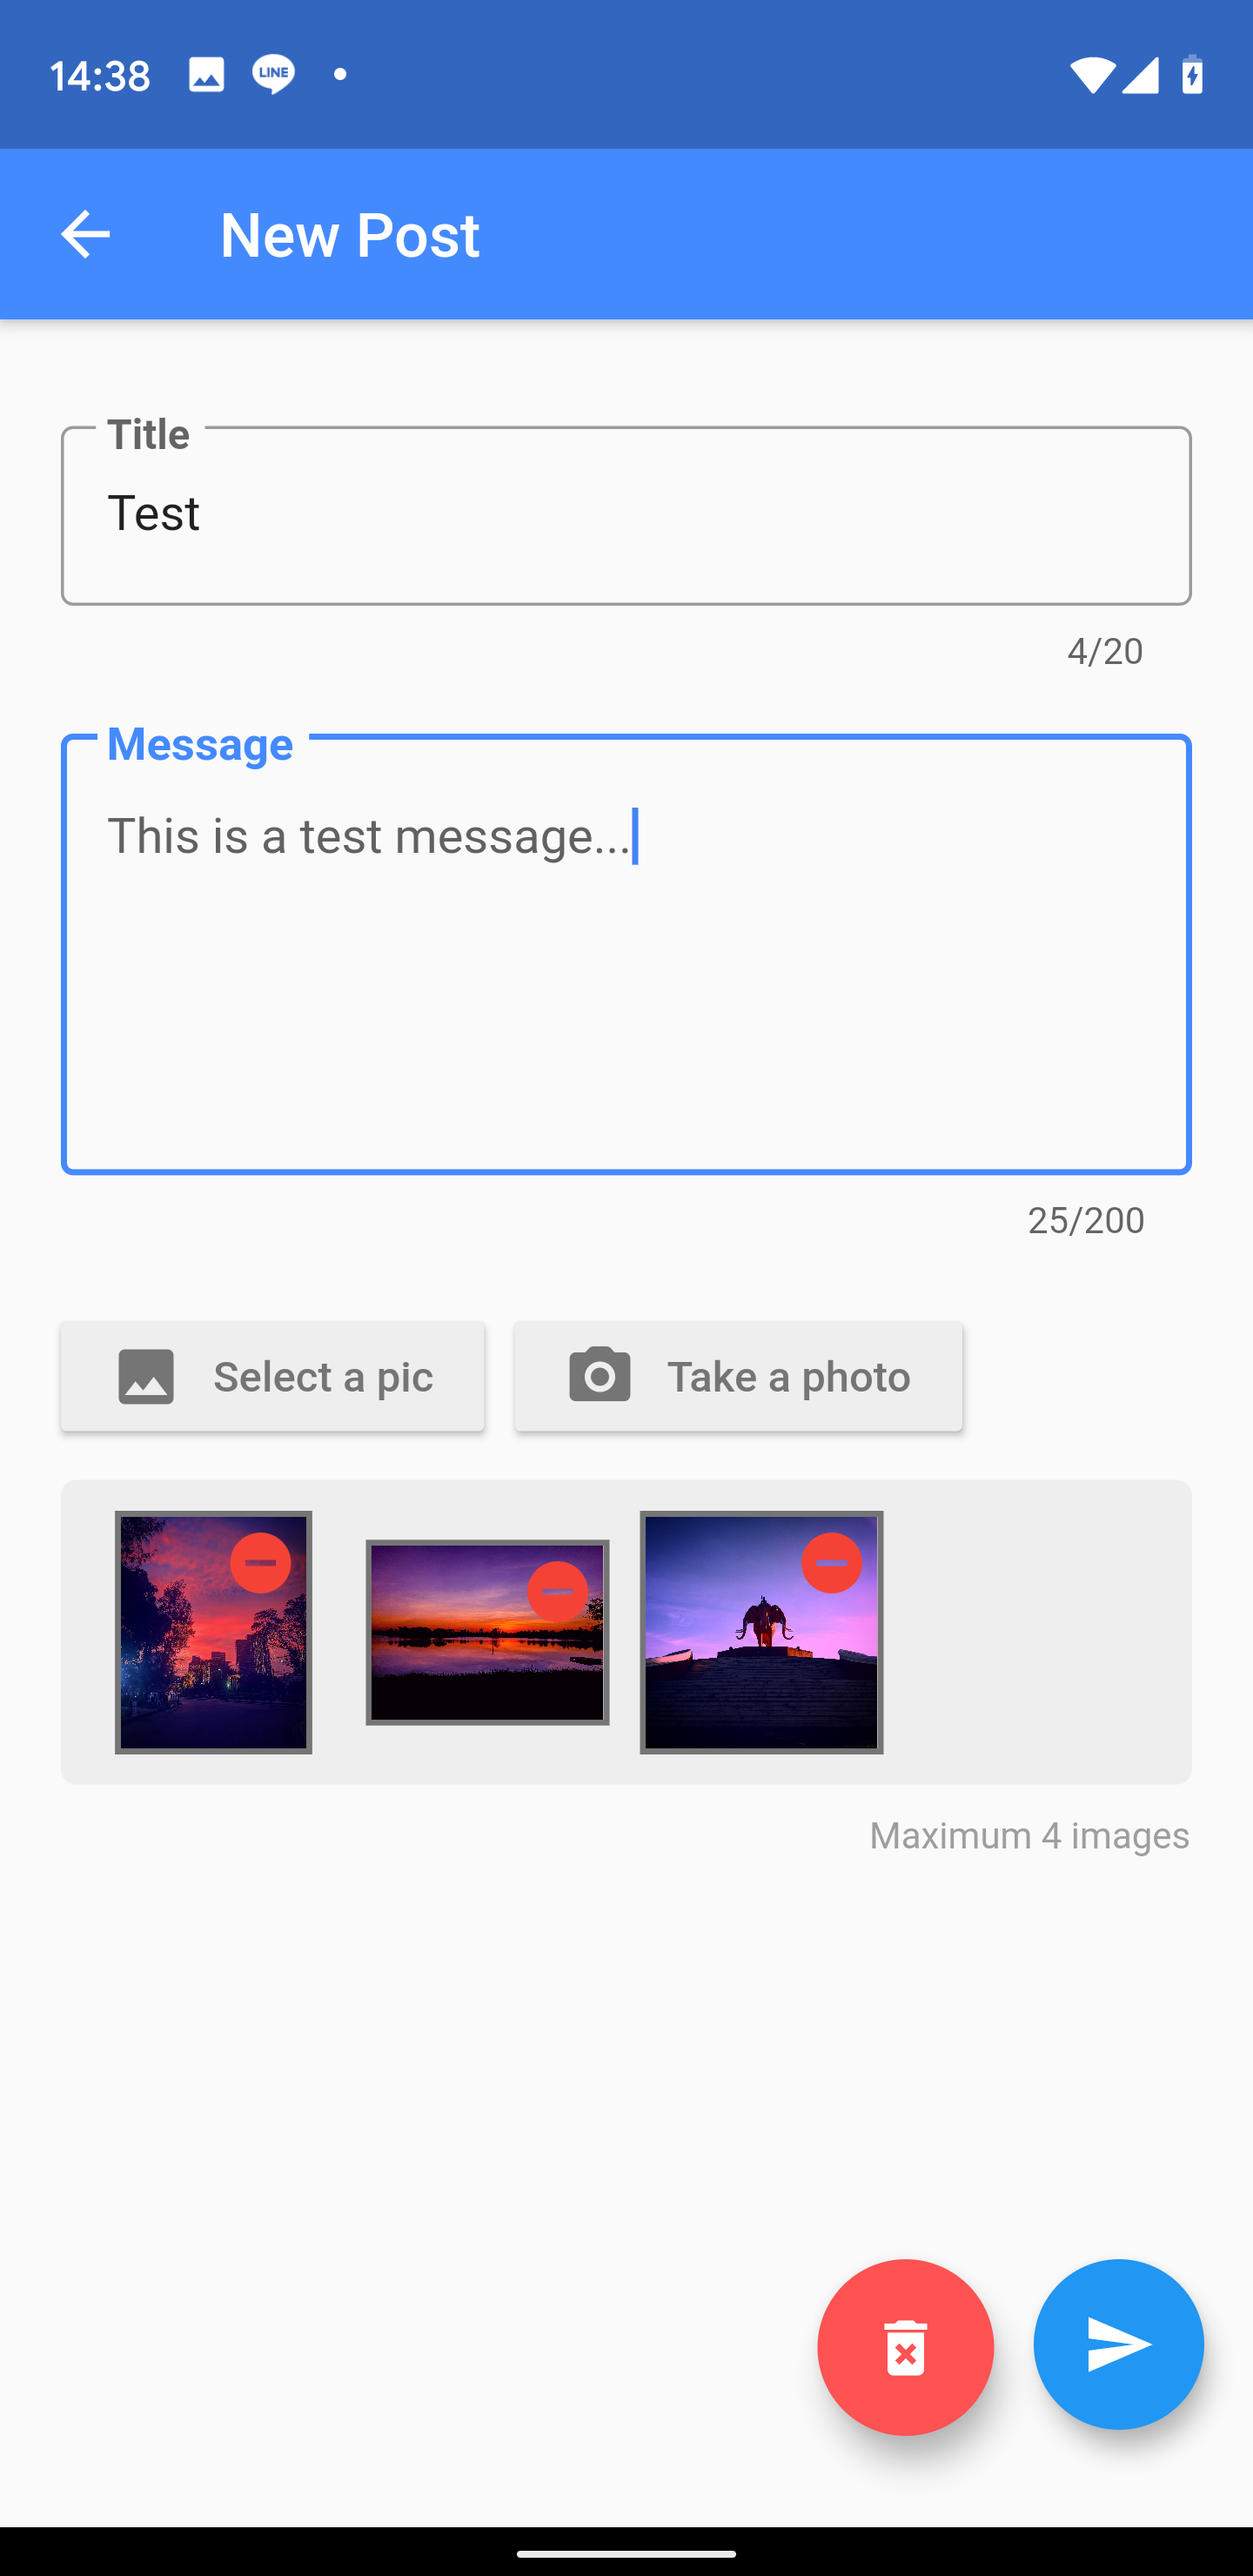 14:38 LINE
New Post
Title
Test
4/20
Message
This is a test message...
25/200
Select a pic Take a photo
Maximum 4 images